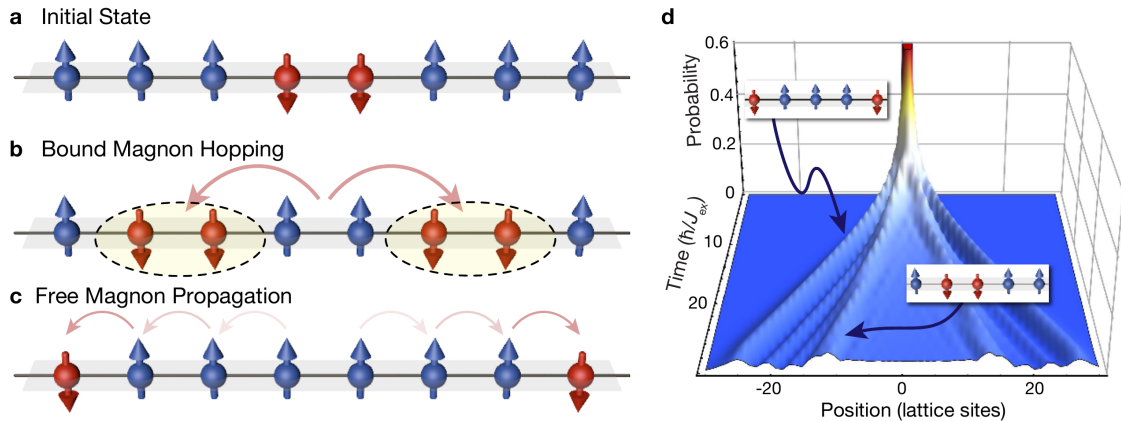 a Initial State
b Bound Magnon Hopping
c Free Magnon Propagation
d
Probability
0.6
0.4
0.2
0
Time (ħ/Jex)
10
20
-20 0 20
Position (lattice sites)